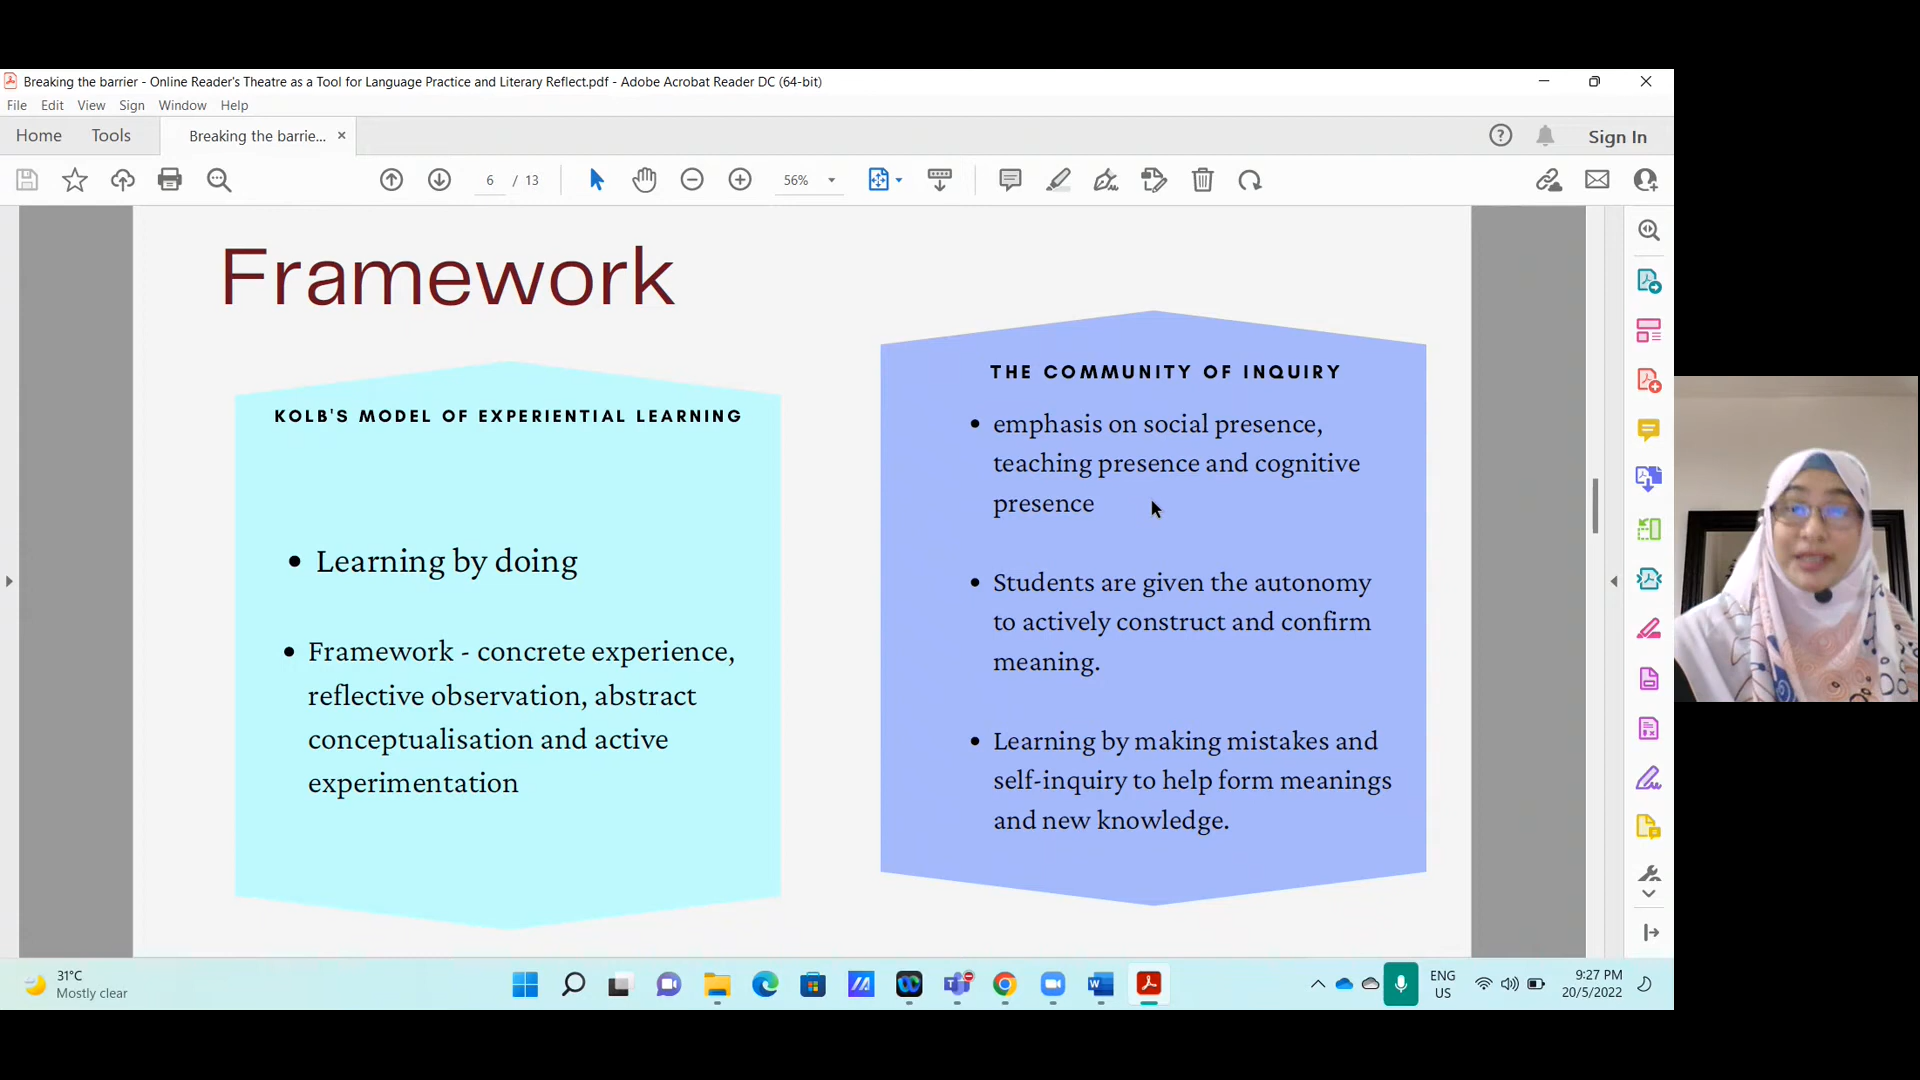 Breaking the barrier - Online Reader's Theatre as a Tool for Language Practice and Literary Reflect.pdf - Adobe Acrobat Reader DC (64-bit)
File Edit View Sign Window Help
Home Tools Breaking the barrie... Sign In
6 / 13 56%
Framework
KOLB'S MODEL OF EXPERIENTIAL LEARNING
• Learning by doing
• Framework - concrete experience,
reflective observation, abstract
conceptualisation and active
experimentation
THE COMMUNITY OF INQUIRY
• emphasis on social presence,
teaching presence and cognitive
presence
• Students are given the autonomy
to actively construct and confirm
meaning.
• Learning by making mistakes and
self-inquiry to help form meanings
and new knowledge.
31°C
Mostly clear
ENG
US
9:27 PM
20/5/2022